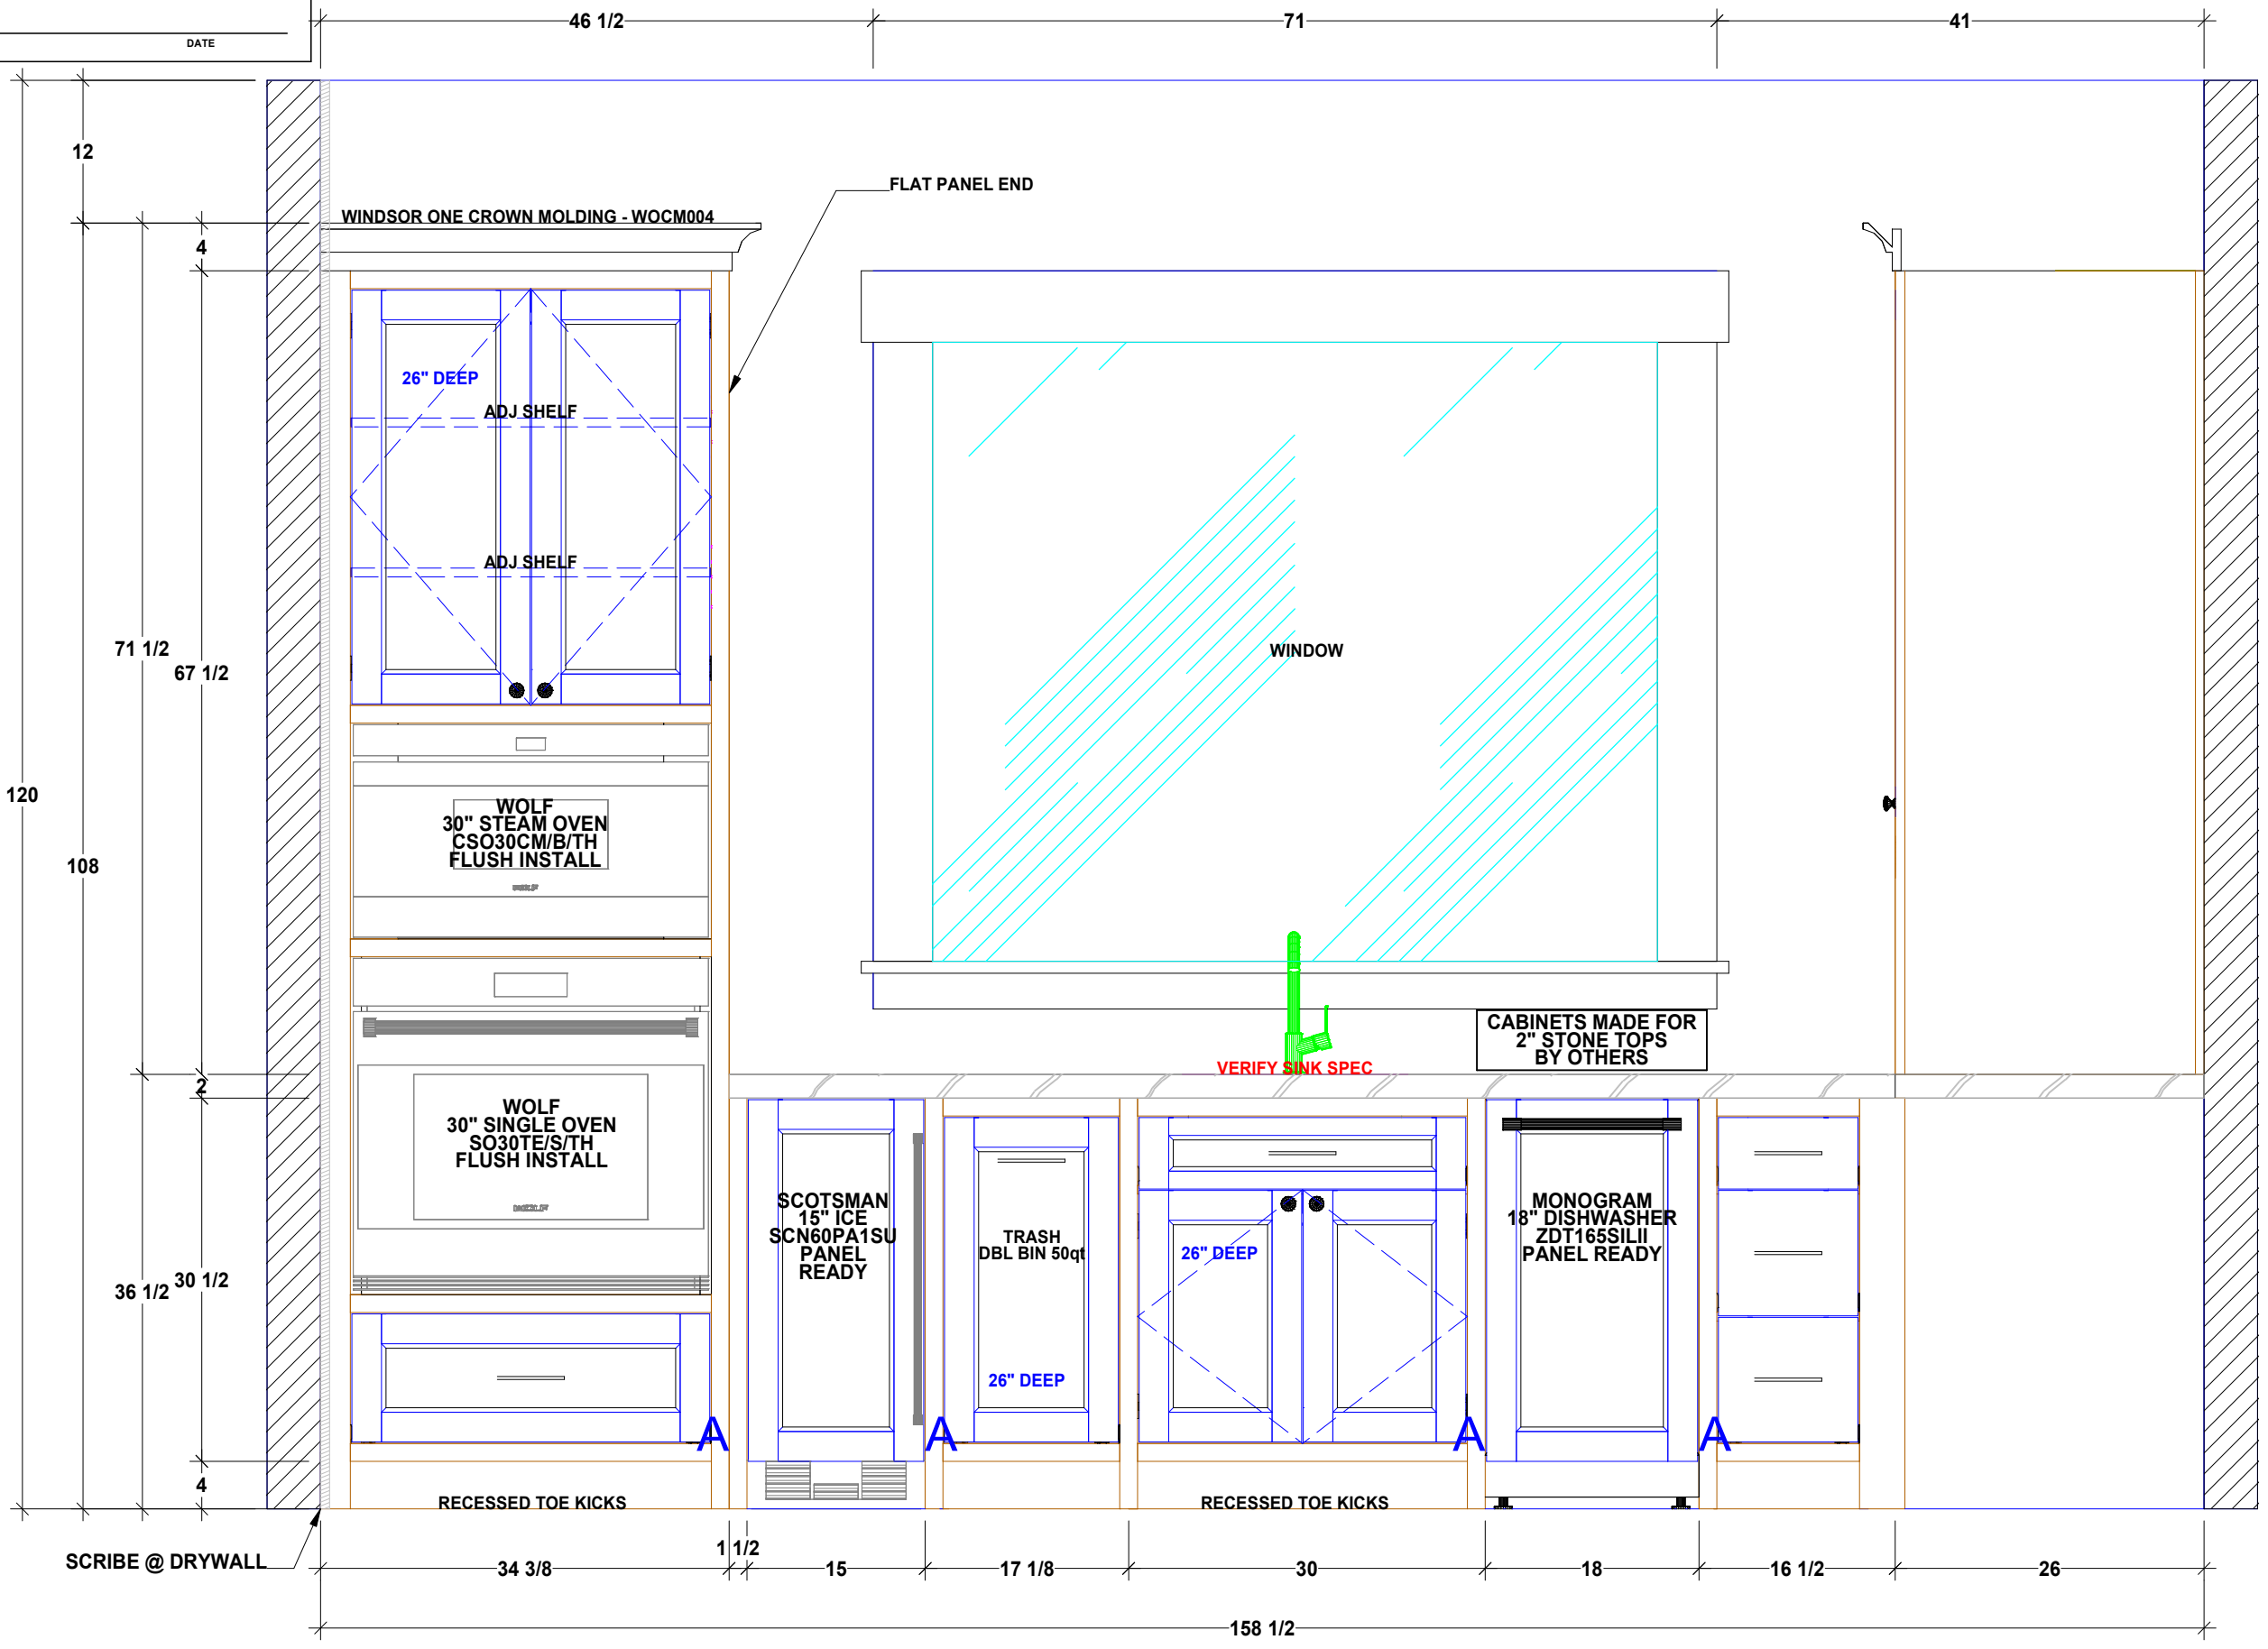 46 1/2
71
41
DATE
12
FLAT PANEL END
WINDSOR ONE CROWN MOLDING - WOCM004
4
26" DEEP
ADJ SHELF
ADJ SHELF
71 1/2
67 1/2
WINDOW
120
108
WOLF
30" STEAM OVEN
CSO30CM/B/TH
FLUSH INSTALL
CABINETS MADE FOR
2" STONE TOPS
BY OTHERS
VERIFY SINK SPEC
2
WOLF
30" SINGLE OVEN
SO30TE/S/TH
FLUSH INSTALL
SCOTSMAN
15" ICE
SCN60PA1SU
PANEL
READY
TRASH
DBL BIN 50qt
26" DEEP
26" DEEP
MONOGRAM
18" DISHWASHER
ZDT165SILII
PANEL READY
36 1/2
30 1/2
A
A
A
A
4
RECESSED TOE KICKS
RECESSED TOE KICKS
SCRIBE @ DRYWALL
34 3/8
1 1/2
15
17 1/8
30
18
16 1/2
26
158 1/2